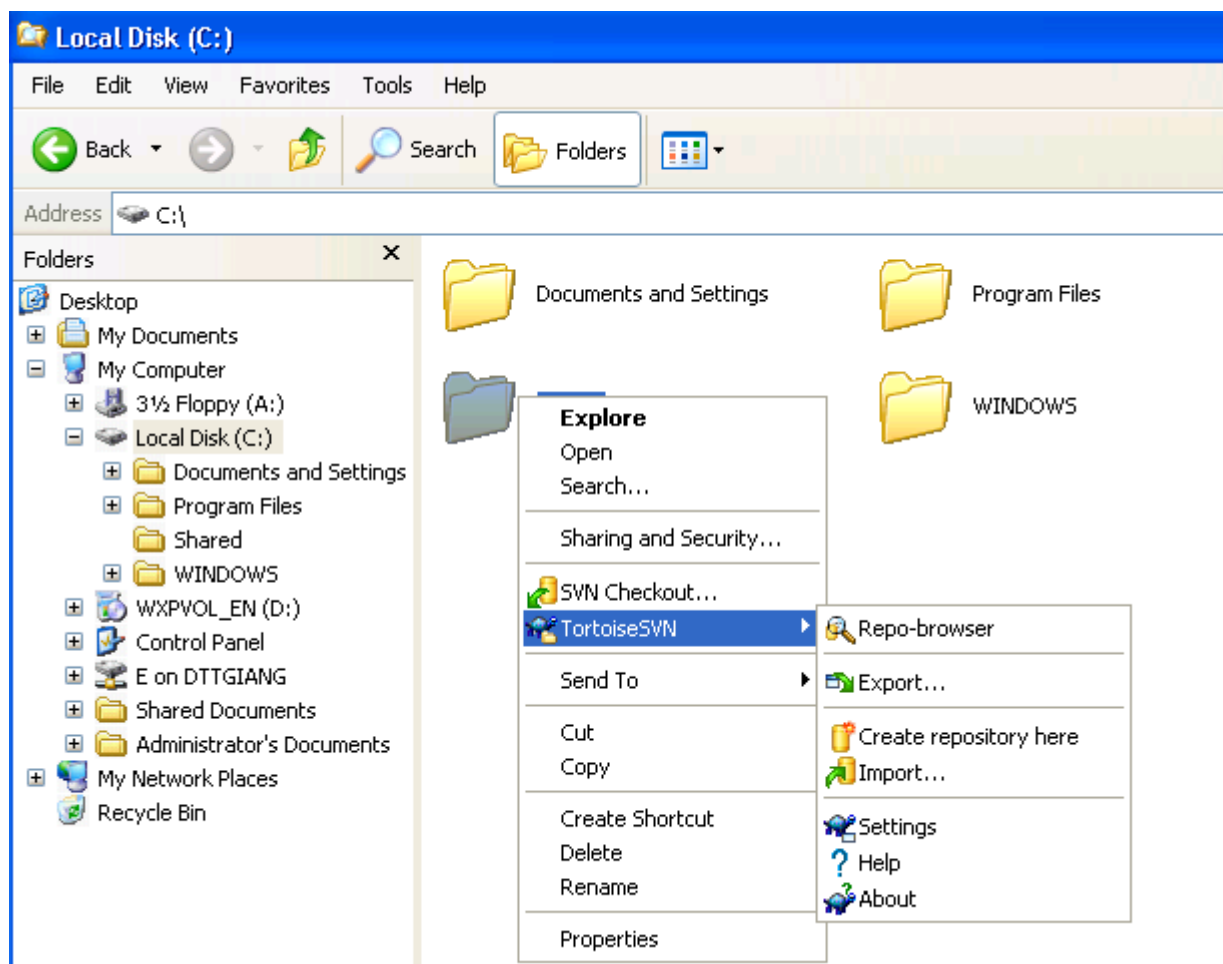 Local Disk (C:)
File Edit View Favorites Tools Help
Back Search Folders
Address C:\
Folders
Desktop
My Documents
My Computer
3½ Floppy (A:)
Local Disk (C:)
Documents and Settings
Program Files
Shared
WINDOWS
WXPVOL_EN (D:)
Control Panel
E on DTTGIANG
Shared Documents
Administrator's Documents
My Network Places
Recycle Bin
Documents and Settings
Program Files
WINDOWS
Explore
Open
Search...
Sharing and Security...
SVN Checkout...
TortoiseSVN
Send To
Cut
Copy
Create Shortcut
Delete
Rename
Properties
Repo-browser
Export...
Create repository here
Import...
Settings
Help
About